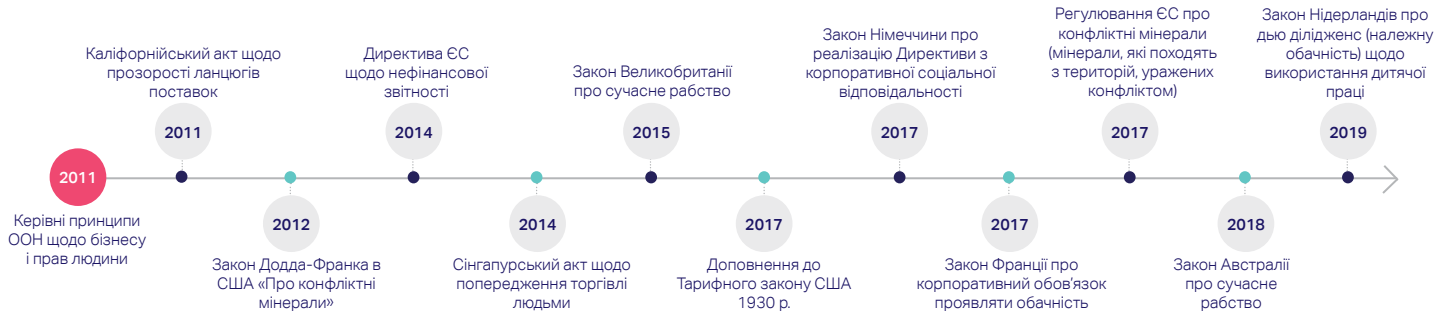 2011
Керівні принципи
ООН щодо бізнесу
і прав людини
Каліфорнійський акт щодо
прозорості ланцюгів
поставок
2011
2012
Закон Додда-Франка в
США «Про конфліктні
мінерали»
Директива ЄС
щодо нефінансової
звітності
2014
2014
Сінгапурський акт щодо
попередження торгівлі
людьми
Закон Великобританії
про сучасне рабство
2015
2017
Доповнення до
Тарифного закону США
1930 р.
Закон Німеччини про
реалізацію Директиви з
корпоративної соціальної
відповідальності
2017
2017
Закон Франції про
корпоративний обов’язок
проявляти обачність
Регулювання ЄС про
конфліктні мінерали
(мінерали, які походять
з територій, уражених
конфліктом)
2017
2018
Закон Австралії
про сучасне
рабство
Закон Нідерландів про
дью ділідженс (належну
обачність) щодо
використання дитячої
праці
2019